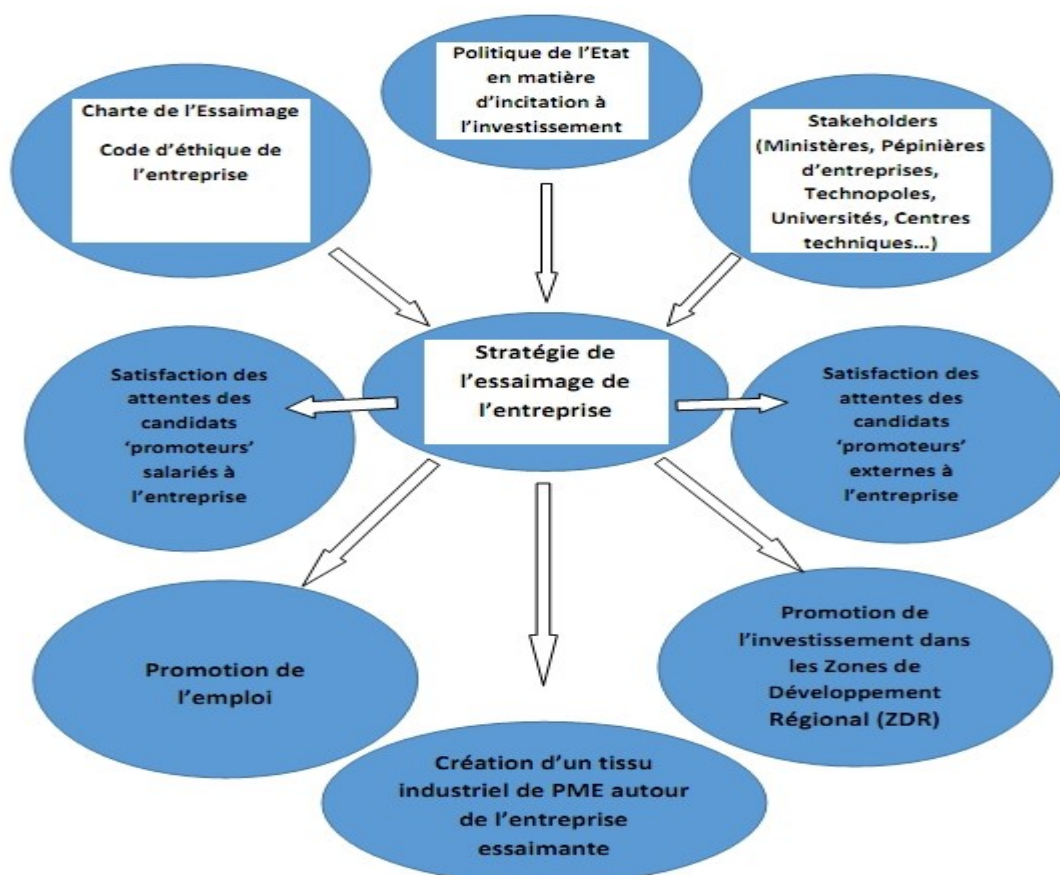 Politique de l’Etat
en matière
d’incitation à
l’investissement
Charte de l’Essaimage
Code d’éthique de
l’entreprise
Stakeholders
(Ministères, Pépinières
d’entreprises,
Technopoles,
Universités, Centres
techniques…)
Stratégie de
l’essaimage de
l’entreprise
Satisfaction des
attentes des
candidats
‘promoteurs’
salariés à
l’entreprise
Satisfaction des
attentes des
candidats
‘promoteurs’
externes à
l’entreprise
Promotion de
l’emploi
Promotion de
l’investissement dans
les Zones de
Développement
Régional (ZDR)
Création d’un tissu
industriel de PME autour
de l’entreprise
essaimante